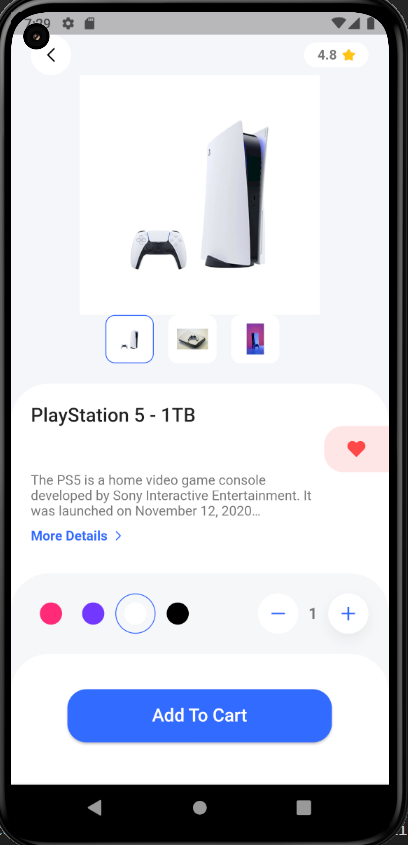 7:29
4.8
PlayStation 5 - 1TB
The PS5 is a home video game console
developed by Sony Interactive Entertainment. It
was launched on November 12, 2020…
More Details
1
Add To Cart